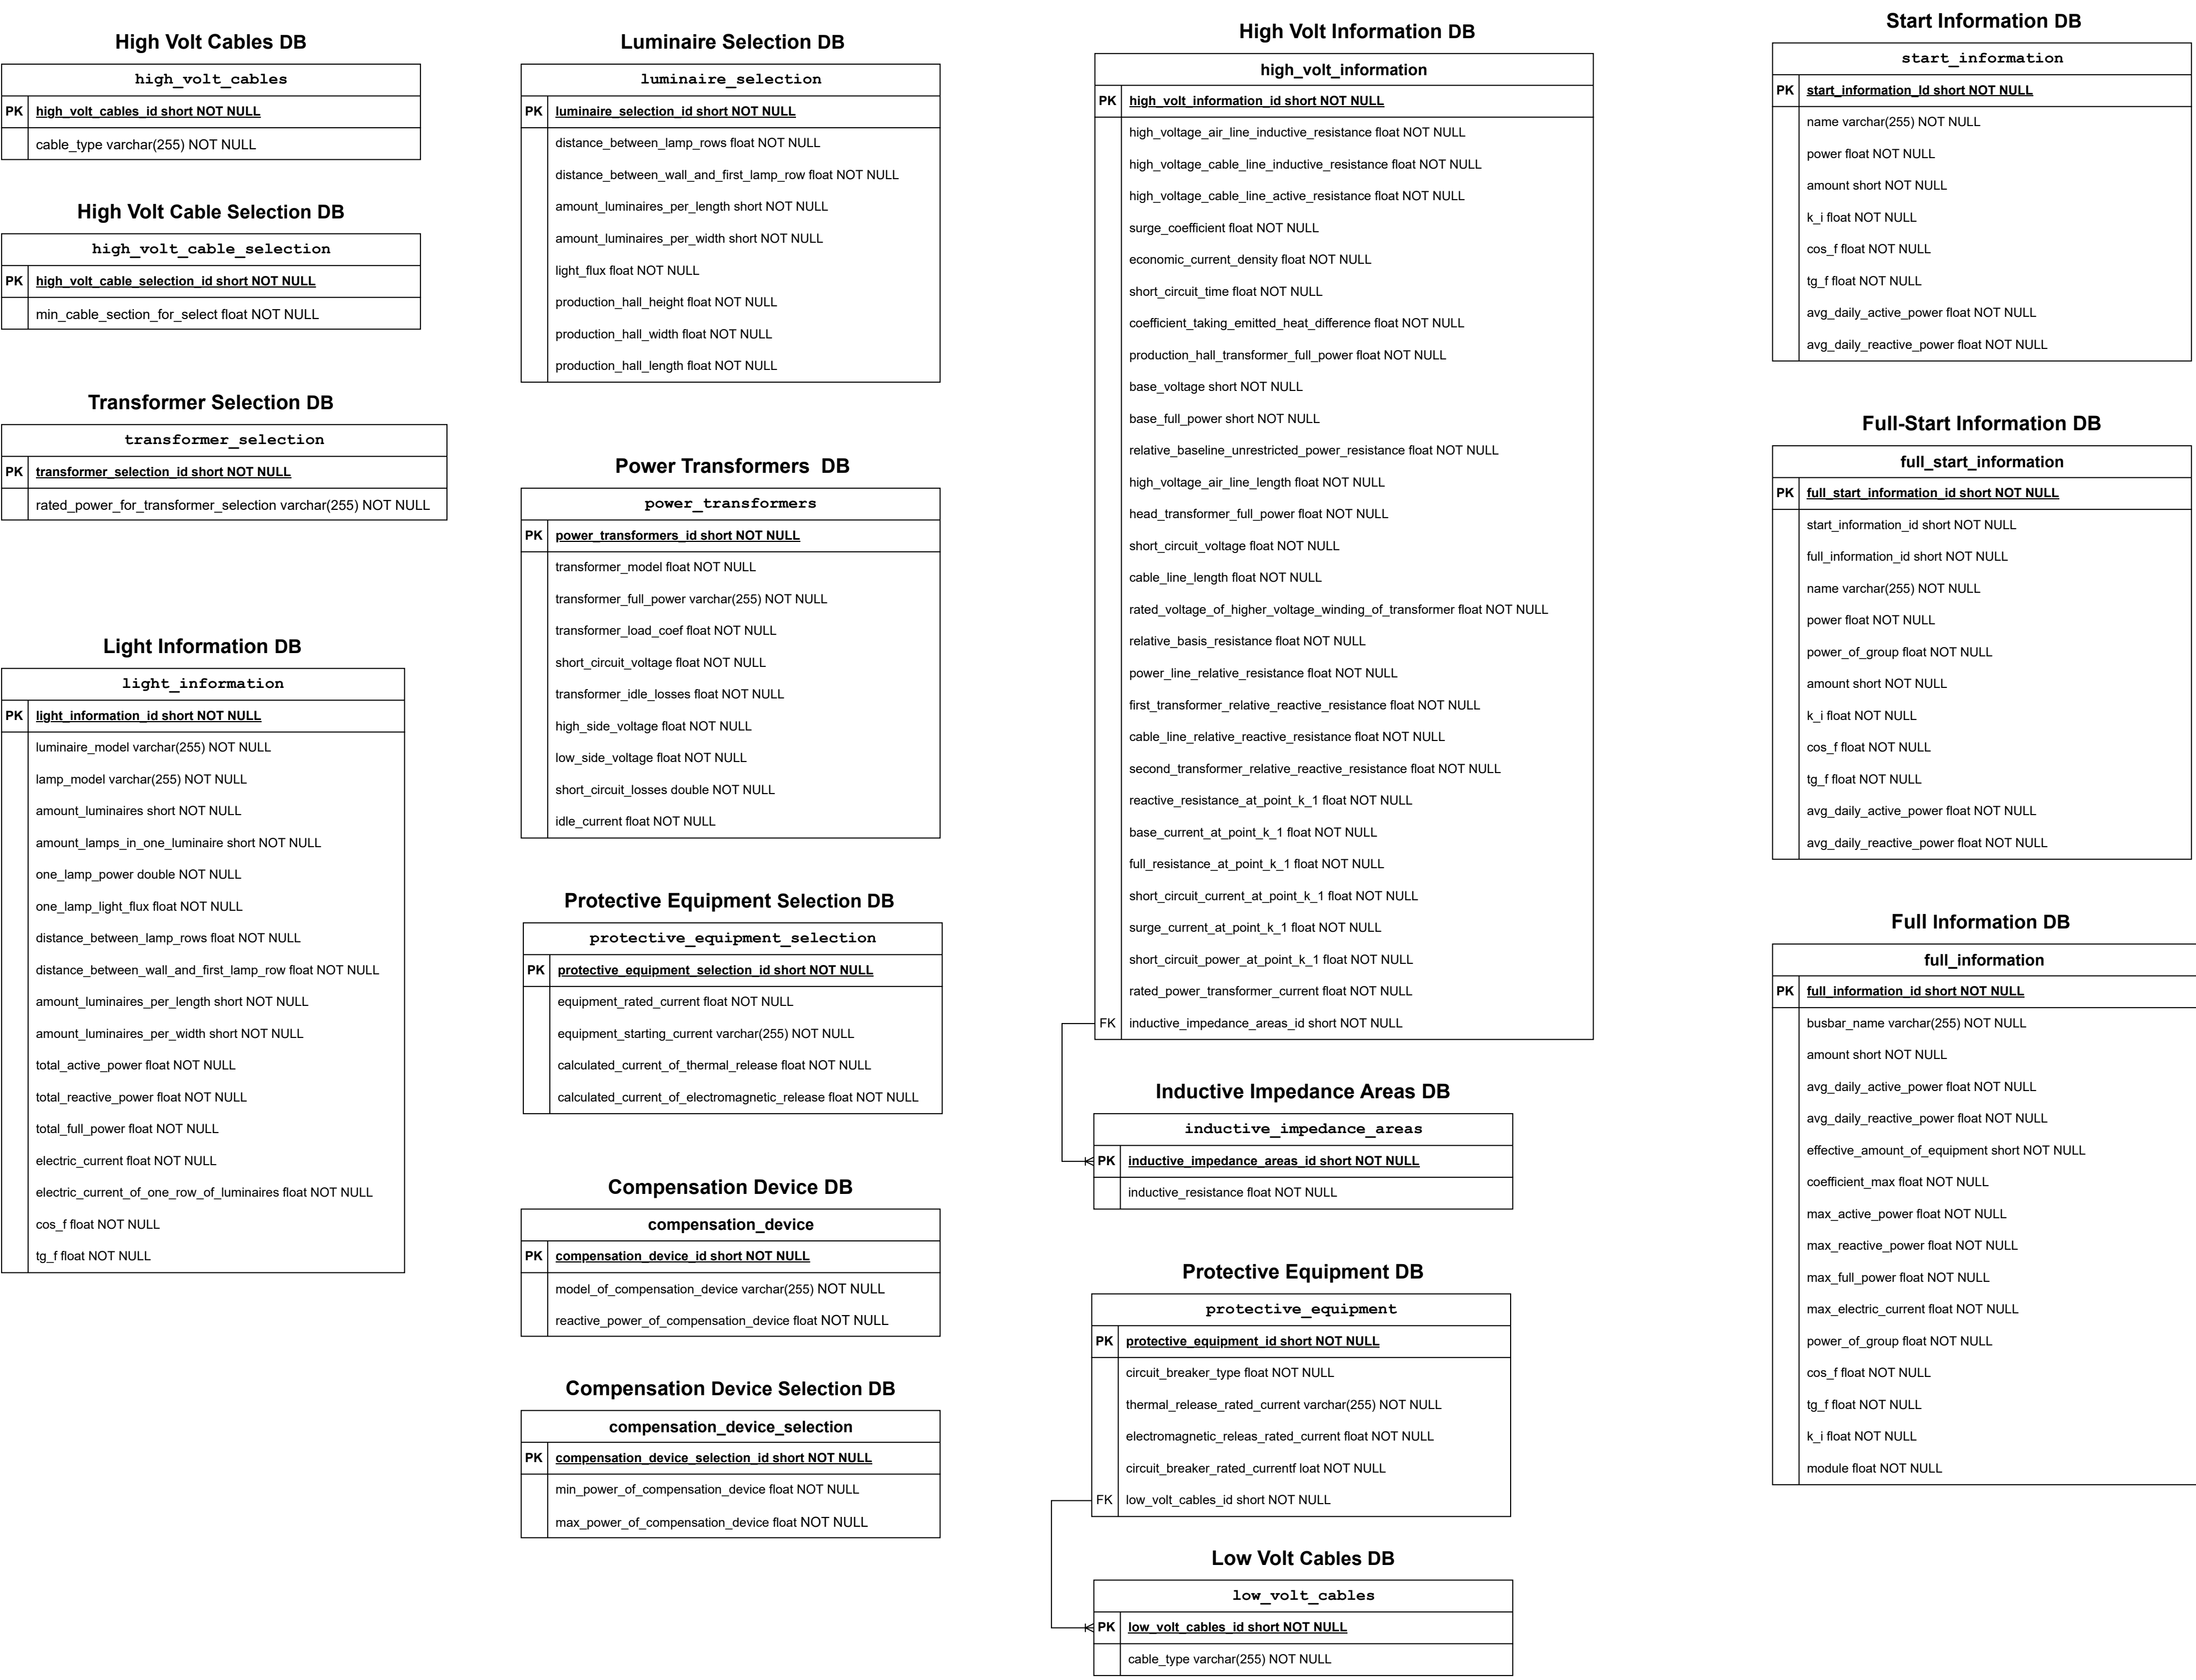 High Volt Cables DB
high_volt_cables
PK high_volt_cables_id short NOT NULL
cable_type varchar(255) NOT NULL
High Volt Cable Selection DB
high_volt_cable_selection
PK high_volt_cable_selection_id short NOT NULL
min_cable_section_for_select float NOT NULL
Transformer Selection DB
transformer_selection
PK transformer_selection_id short NOT NULL
rated_power_for_transformer_selection varchar(255) NOT NULL
Light Information DB
light_information
PK light_information_id short NOT NULL
luminaire_model varchar(255) NOT NULL
lamp_model varchar(255) NOT NULL
amount_luminaires short NOT NULL
amount_lamps_in_one_luminaire short NOT NULL
one_lamp_power double NOT NULL
one_lamp_light_flux float NOT NULL
distance_between_lamp_rows float NOT NULL
distance_between_wall_and_first_lamp_row float NOT NULL
amount_luminaires_per_length short NOT NULL
amount_luminaires_per_width short NOT NULL
total_active_power float NOT NULL
total_reactive_power float NOT NULL
total_full_power float NOT NULL
electric_current float NOT NULL
electric_current_of_one_row_of_luminaires float NOT NULL
cos_f float NOT NULL
tg_f float NOT NULL
Luminaire Selection DB
luminaire_selection
PK luminaire_selection_id short NOT NULL
distance_between_lamp_rows float NOT NULL
distance_between_wall_and_first_lamp_row float NOT NULL
amount_luminaires_per_length short NOT NULL
amount_luminaires_per_width short NOT NULL
light_flux float NOT NULL
production_hall_height float NOT NULL
production_hall_width float NOT NULL
production_hall_length float NOT NULL
Power Transformers DB
power_transformers
PK power_transformers_id short NOT NULL
transformer_model float NOT NULL
transformer_full_power varchar(255) NOT NULL
transformer_load_coef float NOT NULL
short_circuit_voltage float NOT NULL
transformer_idle_losses float NOT NULL
high_side_voltage float NOT NULL
low_side_voltage float NOT NULL
short_circuit_losses double NOT NULL
idle_current float NOT NULL
Protective Equipment Selection DB
protective_equipment_selection
PK protective_equipment_selection_id short NOT NULL
equipment_rated_current float NOT NULL
equipment_starting_current varchar(255) NOT NULL
calculated_current_of_thermal_release float NOT NULL
calculated_current_of_electromagnetic_release float NOT NULL
Compensation Device DB
compensation_device
PK compensation_device_id short NOT NULL
model_of_compensation_device varchar(255) NOT NULL
reactive_power_of_compensation_device float NOT NULL
Compensation Device Selection DB
compensation_device_selection
PK compensation_device_selection_id short NOT NULL
min_power_of_compensation_device float NOT NULL
max_power_of_compensation_device float NOT NULL
High Volt Information DB
high_volt_information
PK high_volt_information_id short NOT NULL
high_voltage_air_line_inductive_resistance float NOT NULL
high_voltage_cable_line_inductive_resistance float NOT NULL
high_voltage_cable_line_active_resistance float NOT NULL
surge_coefficient float NOT NULL
economic_current_density float NOT NULL
short_circuit_time float NOT NULL
coefficient_taking_emitted_heat_difference float NOT NULL
production_hall_transformer_full_power float NOT NULL
base_voltage short NOT NULL
base_full_power short NOT NULL
relative_baseline_unrestricted_power_resistance float NOT NULL
high_voltage_air_line_length float NOT NULL
head_transformer_full_power float NOT NULL
short_circuit_voltage float NOT NULL
cable_line_length float NOT NULL
rated_voltage_of_higher_voltage_winding_of_transformer float NOT NULL
relative_basis_resistance float NOT NULL
power_line_relative_resistance float NOT NULL
first_transformer_relative_reactive_resistance float NOT NULL
cable_line_relative_reactive_resistance float NOT NULL
second_transformer_relative_reactive_resistance float NOT NULL
reactive_resistance_at_point_k_1 float NOT NULL
base_current_at_point_k_1 float NOT NULL
full_resistance_at_point_k_1 float NOT NULL
short_circuit_current_at_point_k_1 float NOT NULL
surge_current_at_point_k_1 float NOT NULL
short_circuit_power_at_point_k_1 float NOT NULL
rated_power_transformer_current float NOT NULL
FK inductive_impedance_areas_id short NOT NULL
Inductive Impedance Areas DB
inductive_impedance_areas
PK inductive_impedance_areas_id short NOT NULL
inductive_resistance float NOT NULL
Protective Equipment DB
protective_equipment
PK protective_equipment_id short NOT NULL
circuit_breaker_type float NOT NULL
thermal_release_rated_current varchar(255) NOT NULL
electromagnetic_releas_rated_current float NOT NULL
circuit_breaker_rated_currentf loat NOT NULL
FK low_volt_cables_id short NOT NULL
Low Volt Cables DB
low_volt_cables
PK low_volt_cables_id short NOT NULL
cable_type varchar(255) NOT NULL
Start Information DB
start_information
PK start_information_Id short NOT NULL
name varchar(255) NOT NULL
power float NOT NULL
amount short NOT NULL
k_i float NOT NULL
cos_f float NOT NULL
tg_f float NOT NULL
avg_daily_active_power float NOT NULL
avg_daily_reactive_power float NOT NULL
Full-Start Information DB
full_start_information
PK full_start_information_id short NOT NULL
start_information_id short NOT NULL
full_information_id short NOT NULL
name varchar(255) NOT NULL
power float NOT NULL
power_of_group float NOT NULL
amount short NOT NULL
k_i float NOT NULL
cos_f float NOT NULL
tg_f float NOT NULL
avg_daily_active_power float NOT NULL
avg_daily_reactive_power float NOT NULL
Full Information DB
full_information
PK full_information_id short NOT NULL
busbar_name varchar(255) NOT NULL
amount short NOT NULL
avg_daily_active_power float NOT NULL
avg_daily_reactive_power float NOT NULL
effective_amount_of_equipment short NOT NULL
coefficient_max float NOT NULL
max_active_power float NOT NULL
max_reactive_power float NOT NULL
max_full_power float NOT NULL
max_electric_current float NOT NULL
power_of_group float NOT NULL
cos_f float NOT NULL
tg_f float NOT NULL
k_i float NOT NULL
module float NOT NULL